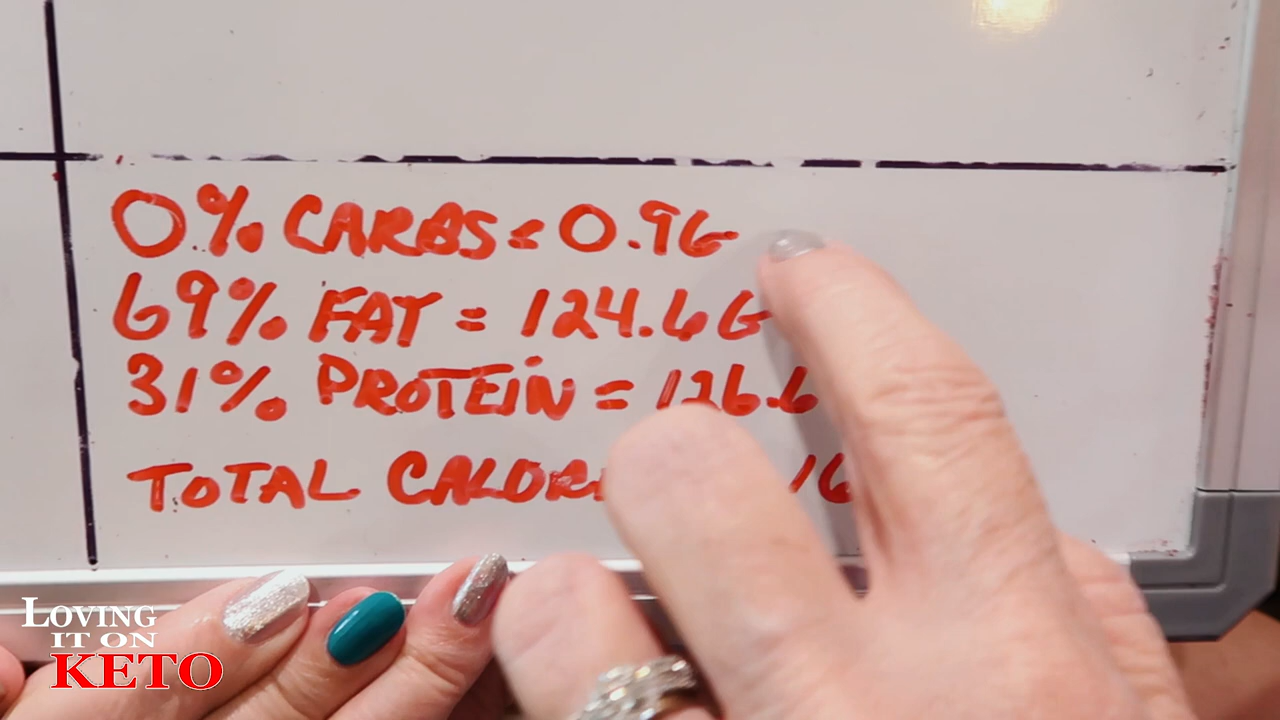 0% CARBS = 0.9G
69% FAT = 124.6G
31% PROTEIN = 126.6
TOTAL
LOVING
IT ON
KETO